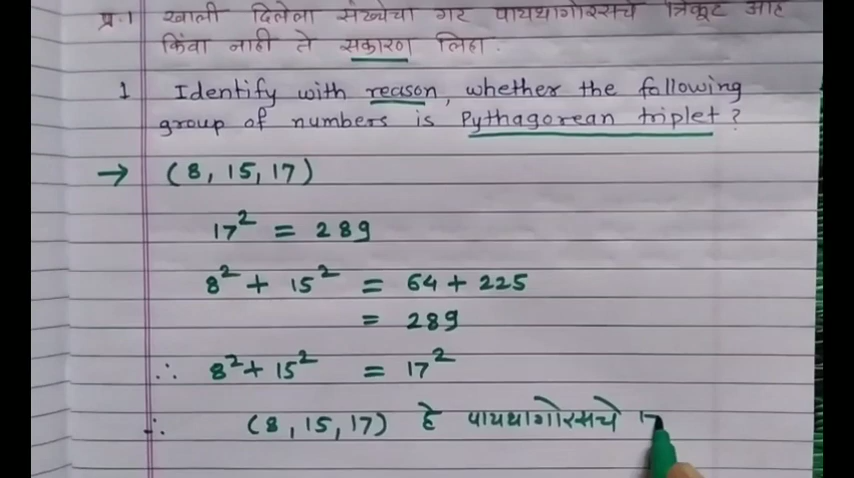 प्र.1 खाली दिलेला संख्येचा गट पायथागोरसचे त्रिकूट आहे
किंवा नाही ते सकारण लिहा.
1 Identify with reason, whether the following
group of numbers is Pythagorean triplet?
→ (8, 15, 17)
17² = 289
8² + 15² = 64 + 225
= 289
∴ 8² + 15² = 17²
∴ (8, 15, 17) हे पायथागोरसचे